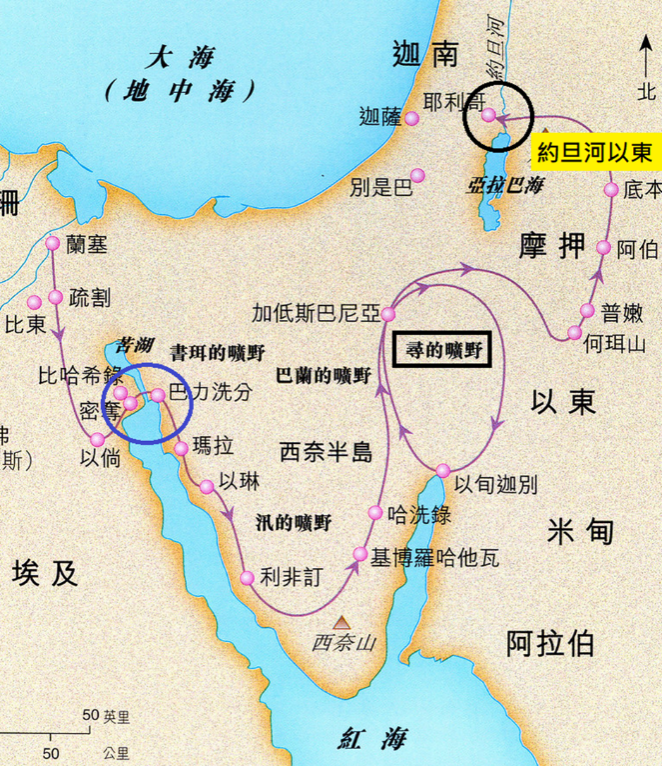 大海
(地中海)
迦南
約旦河
北
耶利哥
迦薩
約旦河以東
別是巴
亞拉巴海
底本
珊
蘭塞
摩押
阿伯
疏割
比東
加低斯巴尼亞
普嫩
何珥山
苦湖
書珥的曠野
尋的曠野
比哈希錄
巴蘭的曠野
巴力洗分
密奪
以東
弗
斯)
以倘
瑪拉
西奈半島
以琳
以旬迦別
汛的曠野
哈洗錄
米甸
埃及
利非訂
基博羅哈他瓦
西奈山
阿拉伯
紅海
50 英里
50 公里